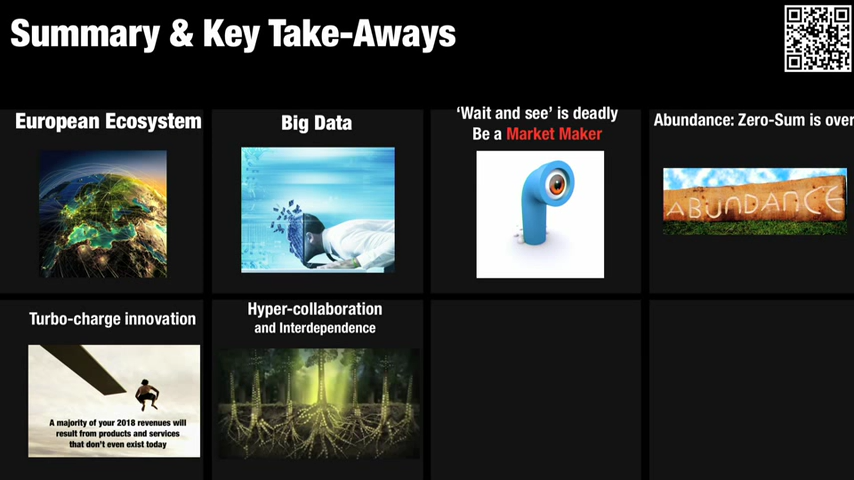 Summary & Key Take-Aways
European Ecosystem
Big Data
‘Wait and see’ is deadly
Be a Market Maker
Abundance: Zero-Sum is over
ABUNDANCE
Turbo-charge innovation
A majority of your 2018 revenues will
result from products and services
that don't even exist today
Hyper-collaboration
and Interdependence